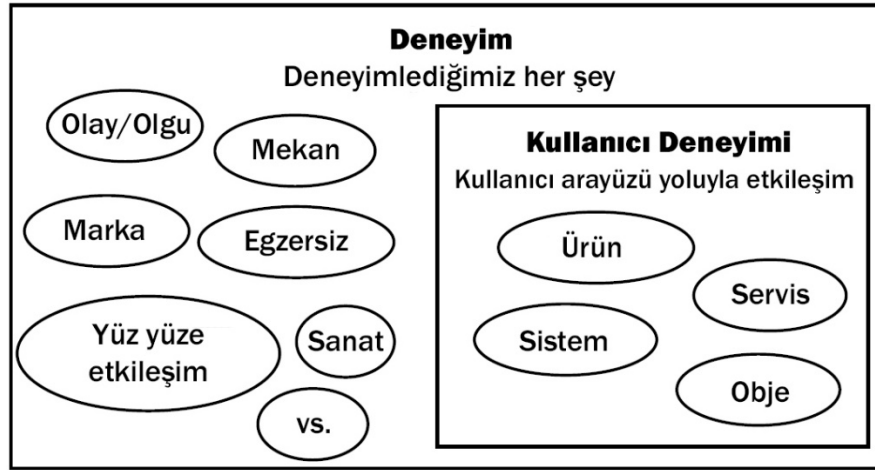 Deneyim
Deneyimlediğimiz her şey
Olay/Olgu
Mekan
Marka
Egzersiz
Yüz yüze
etkileşim
Sanat
vs.
Kullanıcı Deneyimi
Kullanıcı arayüzü yoluyla etkileşim
Ürün
Servis
Sistem
Obje